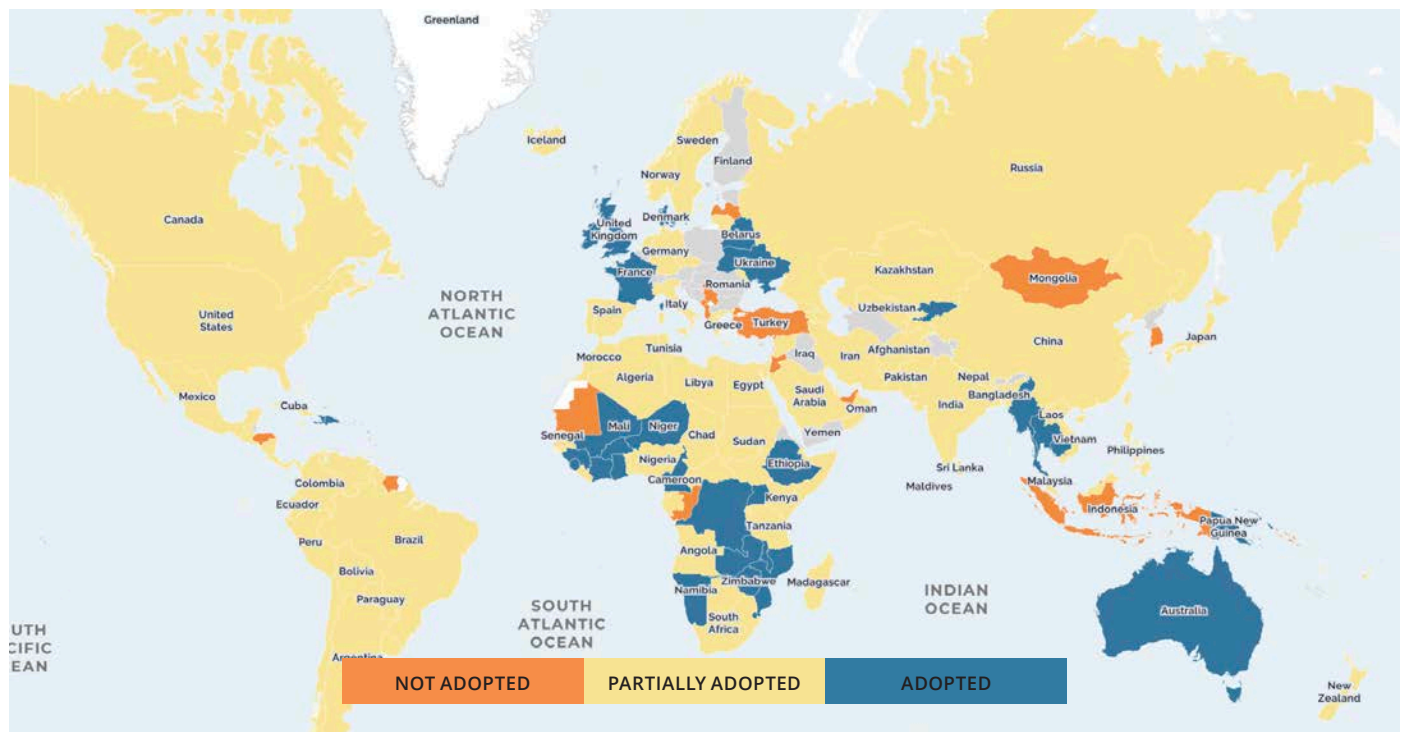 Greenland
Iceland
Sweden
Finland
Norway
Russia
Canada
United
Kingdom
Denmark
Belarus
Germany
Ukraine
France
Kazakhstan
Mongolia
Romania
NORTH
ATLANTIC
OCEAN
Italy
Uzbekistan
United
States
Spain
Greece
Turkey
Japan
China
Tunisia
Morocco
Iraq
Iran
Afghanistan
Algeria
Libya
Egypt
Pakistan
Nepal
Saudi
Arabia
Mexico
Cuba
Bangladesh
India
Oman
Laos
Mali
Niger
Senegal
Chad
Sudan
Yemen
Vietnam
Philippines
Nigeria
Ethiopia
Sri Lanka
Cameroon
Colombia
Maldives
Malaysia
Ecuador
Kenya
Indonesia
Papua New
Guinea
Tanzania
Peru
Brazil
Angola
Bolivia
Zimbabwe
Madagascar
Namibia
INDIAN
OCEAN
Paraguay
SOUTH
ATLANTIC
OCEAN
South
Africa
Australia
UTH
CIFIC
EAN
Argentina
NOT ADOPTED
PARTIALLY ADOPTED
ADOPTED
New
Zealand